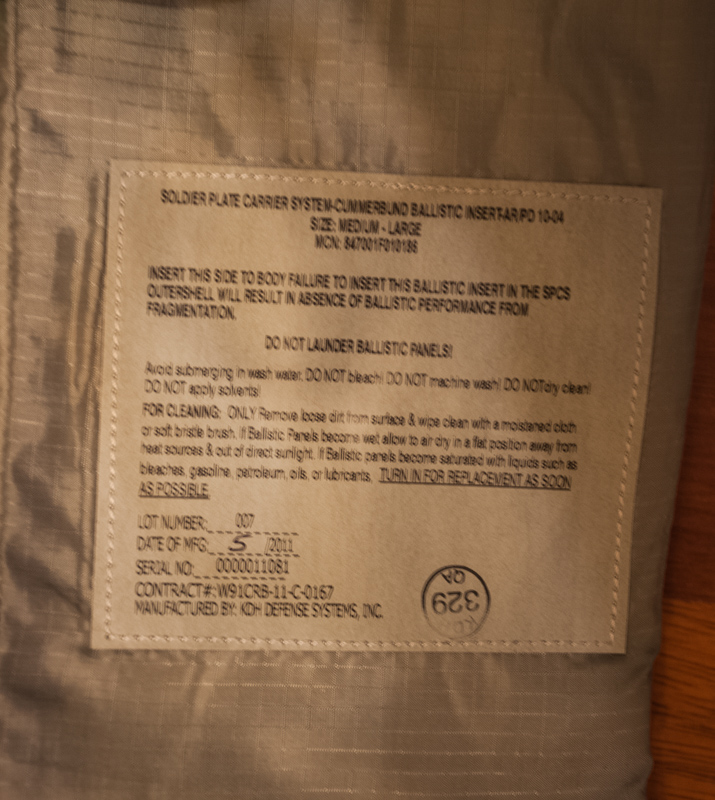 SOLDIER PLATE CARRIER SYSTEM-CUMMERBUND BALLISTIC INSERT-AR/PD 10-04
SIZE: MEDIUM - LARGE
MCN: 847001F010186
INSERT THIS SIDE TO BODY FAILURE TO INSERT THIS BALLISTIC INSERT IN THE SPCS
OUTERSHELL WILL RESULT IN ABSENCE OF BALLISTIC PERFORMANCE FROM
FRAGMENTATION.
DO NOT LAUNDER BALLISTIC PANELS!
Avoid submerging in wash water. DO NOT bleach! DO NOT machine wash! DO NOTdry clean!
DO NOT apply solvents!
FOR CLEANING: ONLY Remove loose dirt from surface & wipe clean with a moistened cloth
or soft bristle brush. If Ballistic Panels become wet allow to air dry in a flat position away from
heat sources & out of direct sunlight. If Ballistic panels become saturated with liquids such as
bleaches, gasoline, petroleum, oils, or lubricants, TURN IN FOR REPLACEMENT AS SOON
AS POSSIBLE.
LOT NUMBER: 007
DATE OF MFG: 5 /2011
SERIAL NO: 0000011081
CONTRACT#: W91CRB-11-C-0167
MANUFACTURED BY: KDH DEFENSE SYSTEMS, INC.
QA
329